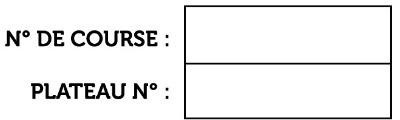 N° DE COURSE :
PLATEAU N° :